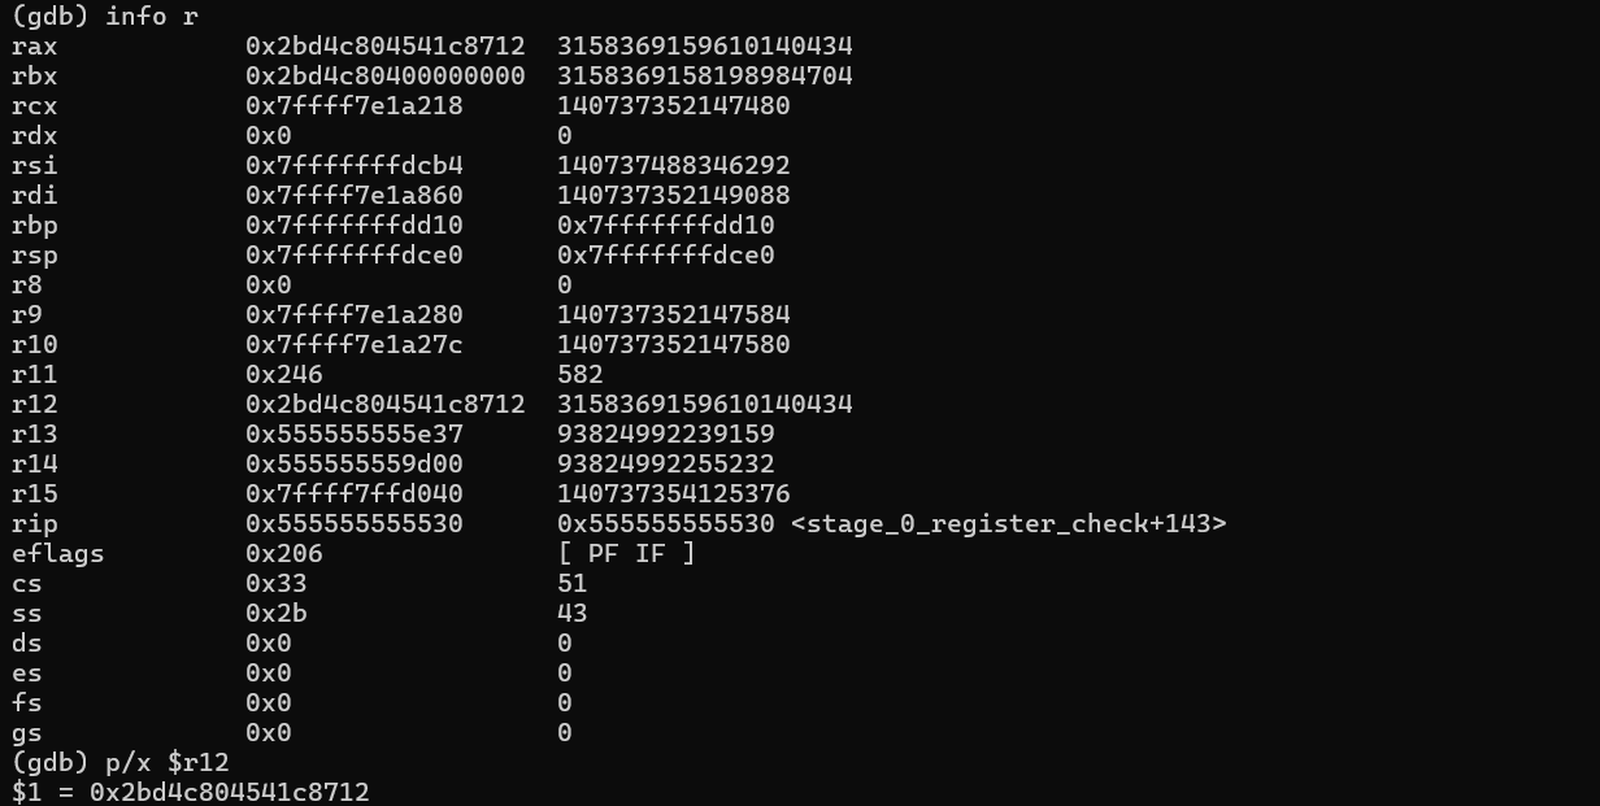 (gdb) info r
rax            0x2bd4c804541c8712  3158369159610140434
rbx            0x2bd4c80400000000  3158369158198984704
rcx            0x7ffff7e1a218      140737352147480
rdx            0x0                 0
rsi            0x7fffffffdcb4      140737488346292
rdi            0x7ffff7e1a860      140737352149088
rbp            0x7fffffffdd10      0x7fffffffdd10
rsp            0x7fffffffdce0      0x7fffffffdce0
r8             0x0                 0
r9             0x7ffff7e1a280      140737352147584
r10            0x7ffff7e1a27c      140737352147580
r11            0x246               582
r12            0x2bd4c804541c8712  3158369159610140434
r13            0x555555555e37      93824992239159
r14            0x555555559d00      93824992255232
r15            0x7ffff7ffd040      140737354125376
rip            0x555555555530      0x555555555530 <stage_0_register_check+143>
eflags         0x206               [ PF IF ]
cs             0x33                51
ss             0x2b                43
ds             0x0                 0
es             0x0                 0
fs             0x0                 0
gs             0x0                 0
(gdb) p/x $r12
$1 = 0x2bd4c804541c8712